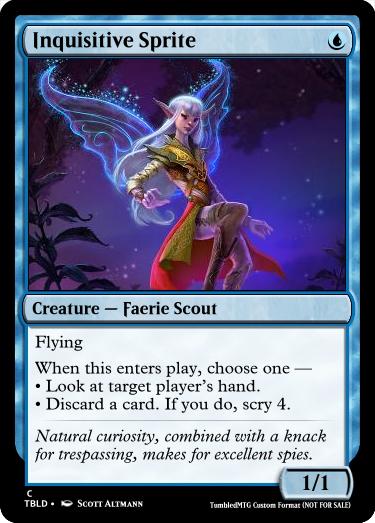 Inquisitive Sprite
Creature — Faerie Scout
Flying
When this enters play, choose one —
• Look at target player's hand.
• Discard a card. If you do, scry 4.
Natural curiosity, combined with a knack
for trespassing, makes for excellent spies.
1/1
C
TBLD • Scott Altmann
TumbledMTG Custom Format (NOT FOR SALE)